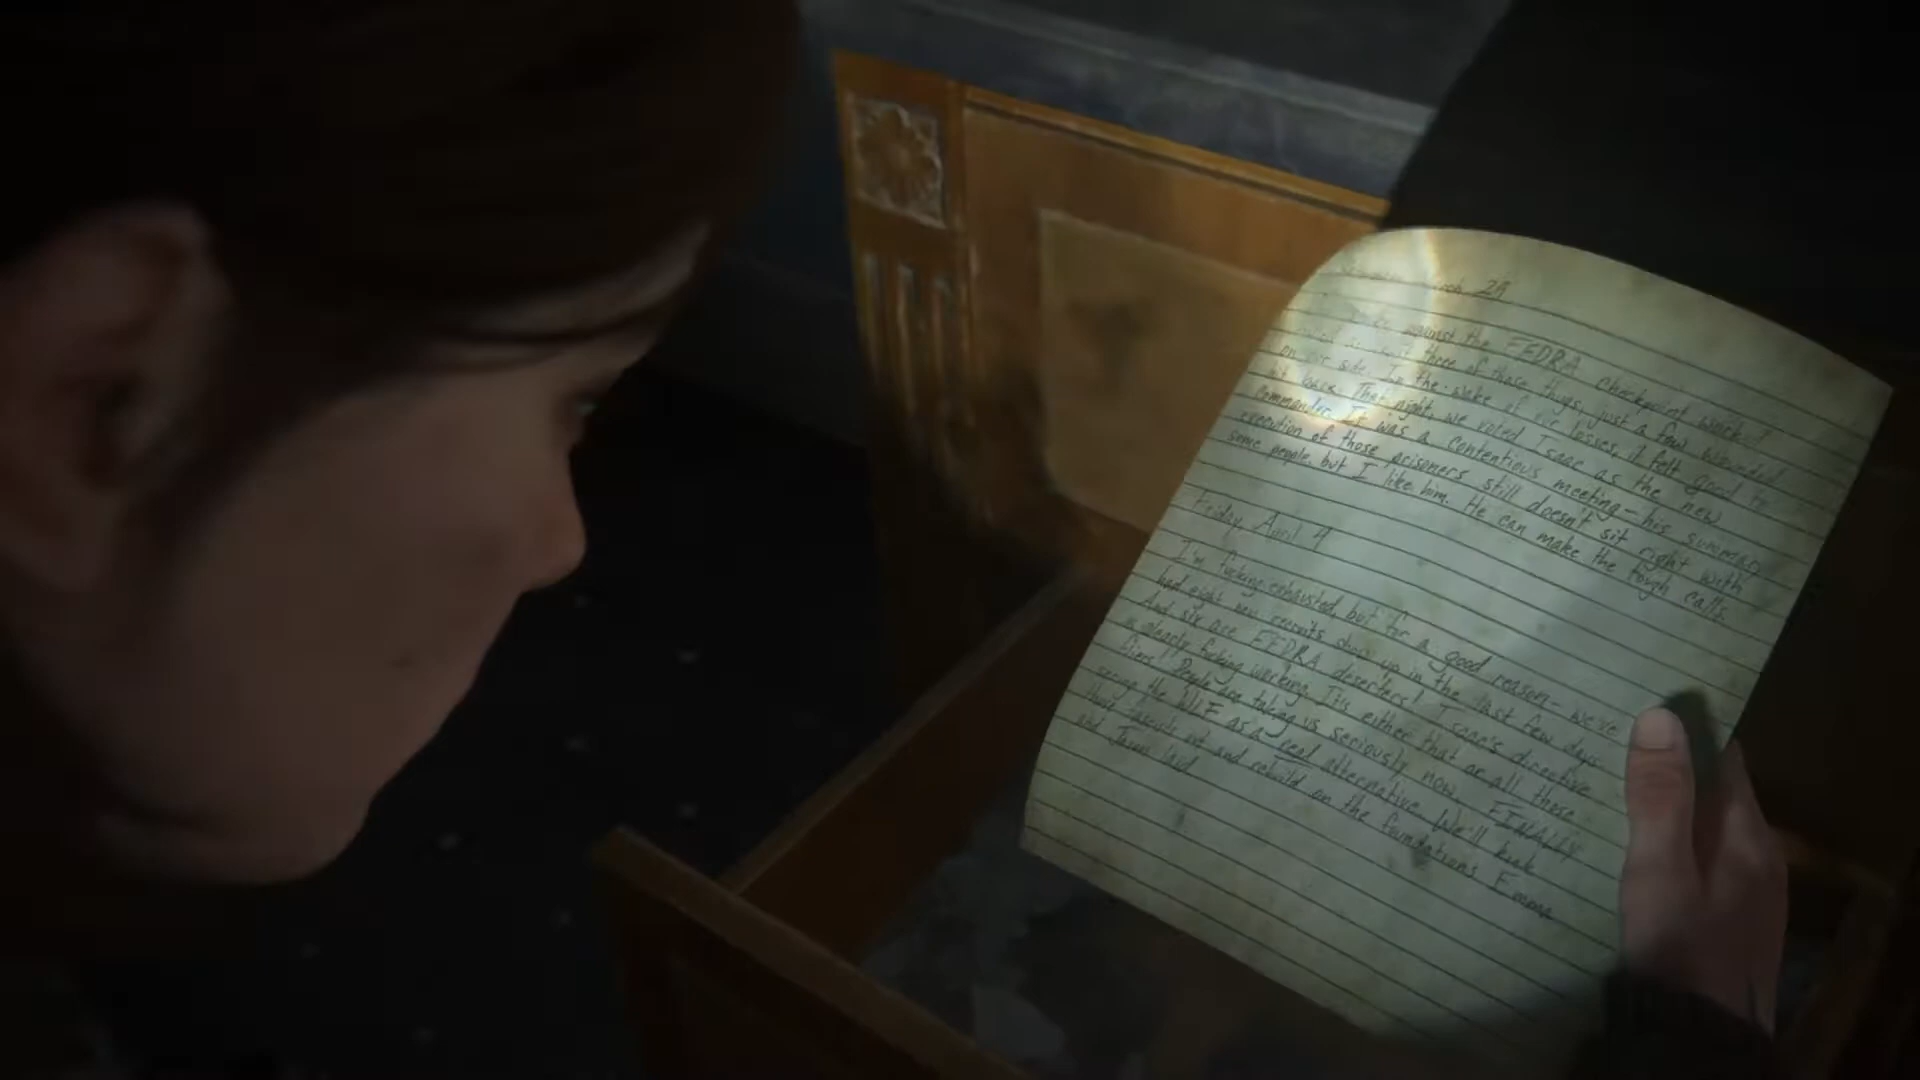 29
against the FEDRA checkpoint work?
three of those thugs, just a few wounded
on our side. In the wake of our losses, it felt good to
hit back. That night, we voted Isaac as the new
commander. It was a contentious meeting - his summary
execution of those prisoners still doesn't sit right with
some people, but I like him. He can make the tough calls.
Friday April 4
I'm fucking exhausted but for a good reason - we've
had eight new recruits show up in the last few days.
And six are FEDRA deserters! Isaac's directive
is clearly fucking working. It's either that or all those
fliers! People are taking us seriously now. FINALLY
seeing the WLF as a real alternative. We'll kick
those fascists out and rebuild on the foundations Emma
and Jason laid.